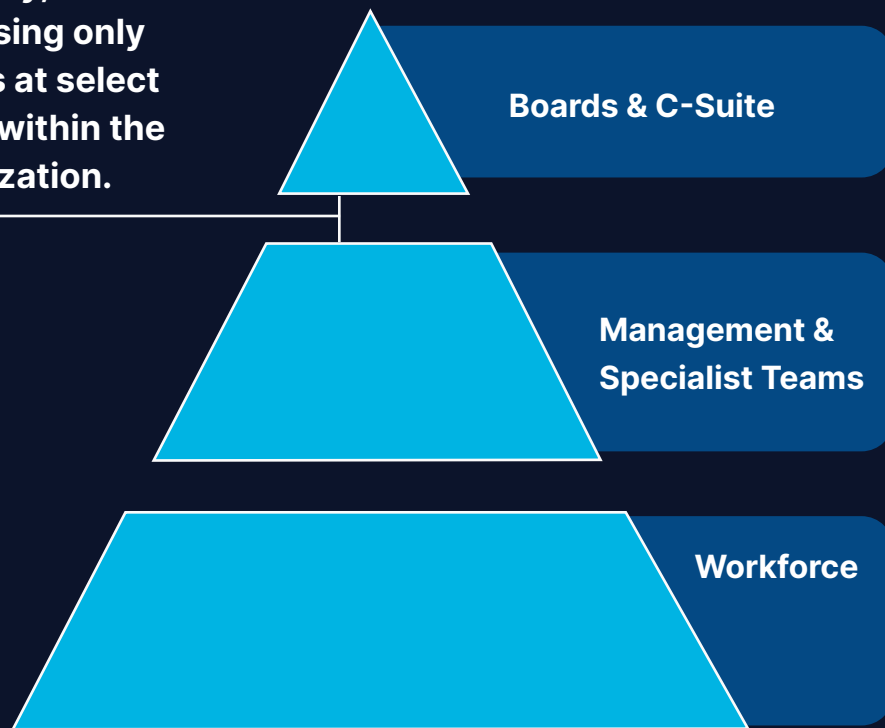 sing only
s at select
within the
zation.
Boards & C-Suite
Management &
Specialist Teams
Workforce